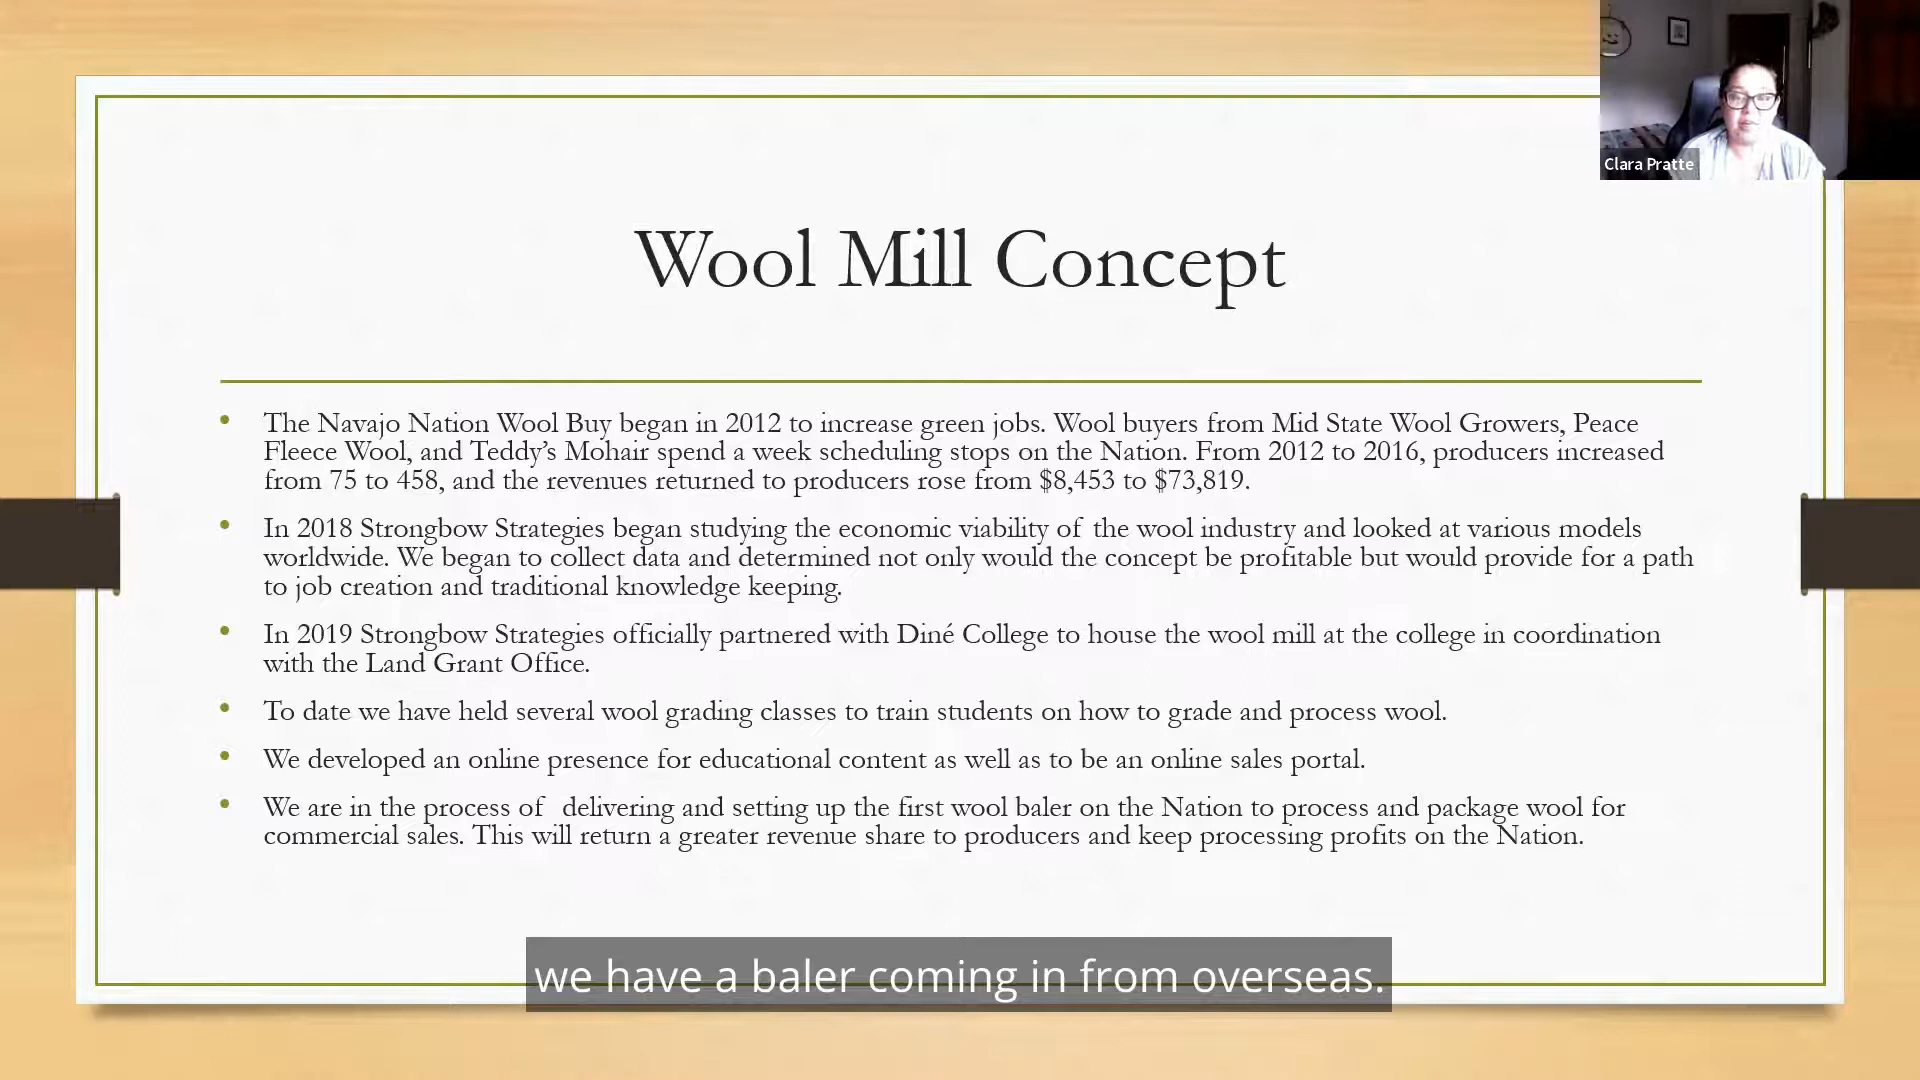 Clara Pratte
Wool Mill Concept
• The Navajo Nation Wool Buy began in 2012 to increase green jobs. Wool buyers from Mid State Wool Growers, Peace
Fleece Wool, and Teddy’s Mohair spend a week scheduling stops on the Nation. From 2012 to 2016, producers increased
from 75 to 458, and the revenues returned to producers rose from $8,453 to $73,819.
• In 2018 Strongbow Strategies began studying the economic viability of the wool industry and looked at various models
worldwide. We began to collect data and determined not only would the concept be profitable but would provide for a path
to job creation and traditional knowledge keeping.
• In 2019 Strongbow Strategies officially partnered with Diné College to house the wool mill at the college in coordination
with the Land Grant Office.
• To date we have held several wool grading classes to train students on how to grade and process wool.
• We developed an online presence for educational content as well as to be an online sales portal.
• We are in the process of  delivering and setting up the first wool baler on the Nation to process and package wool for
commercial sales. This will return a greater revenue share to producers and keep processing profits on the Nation.
we have a baler coming in from overseas.